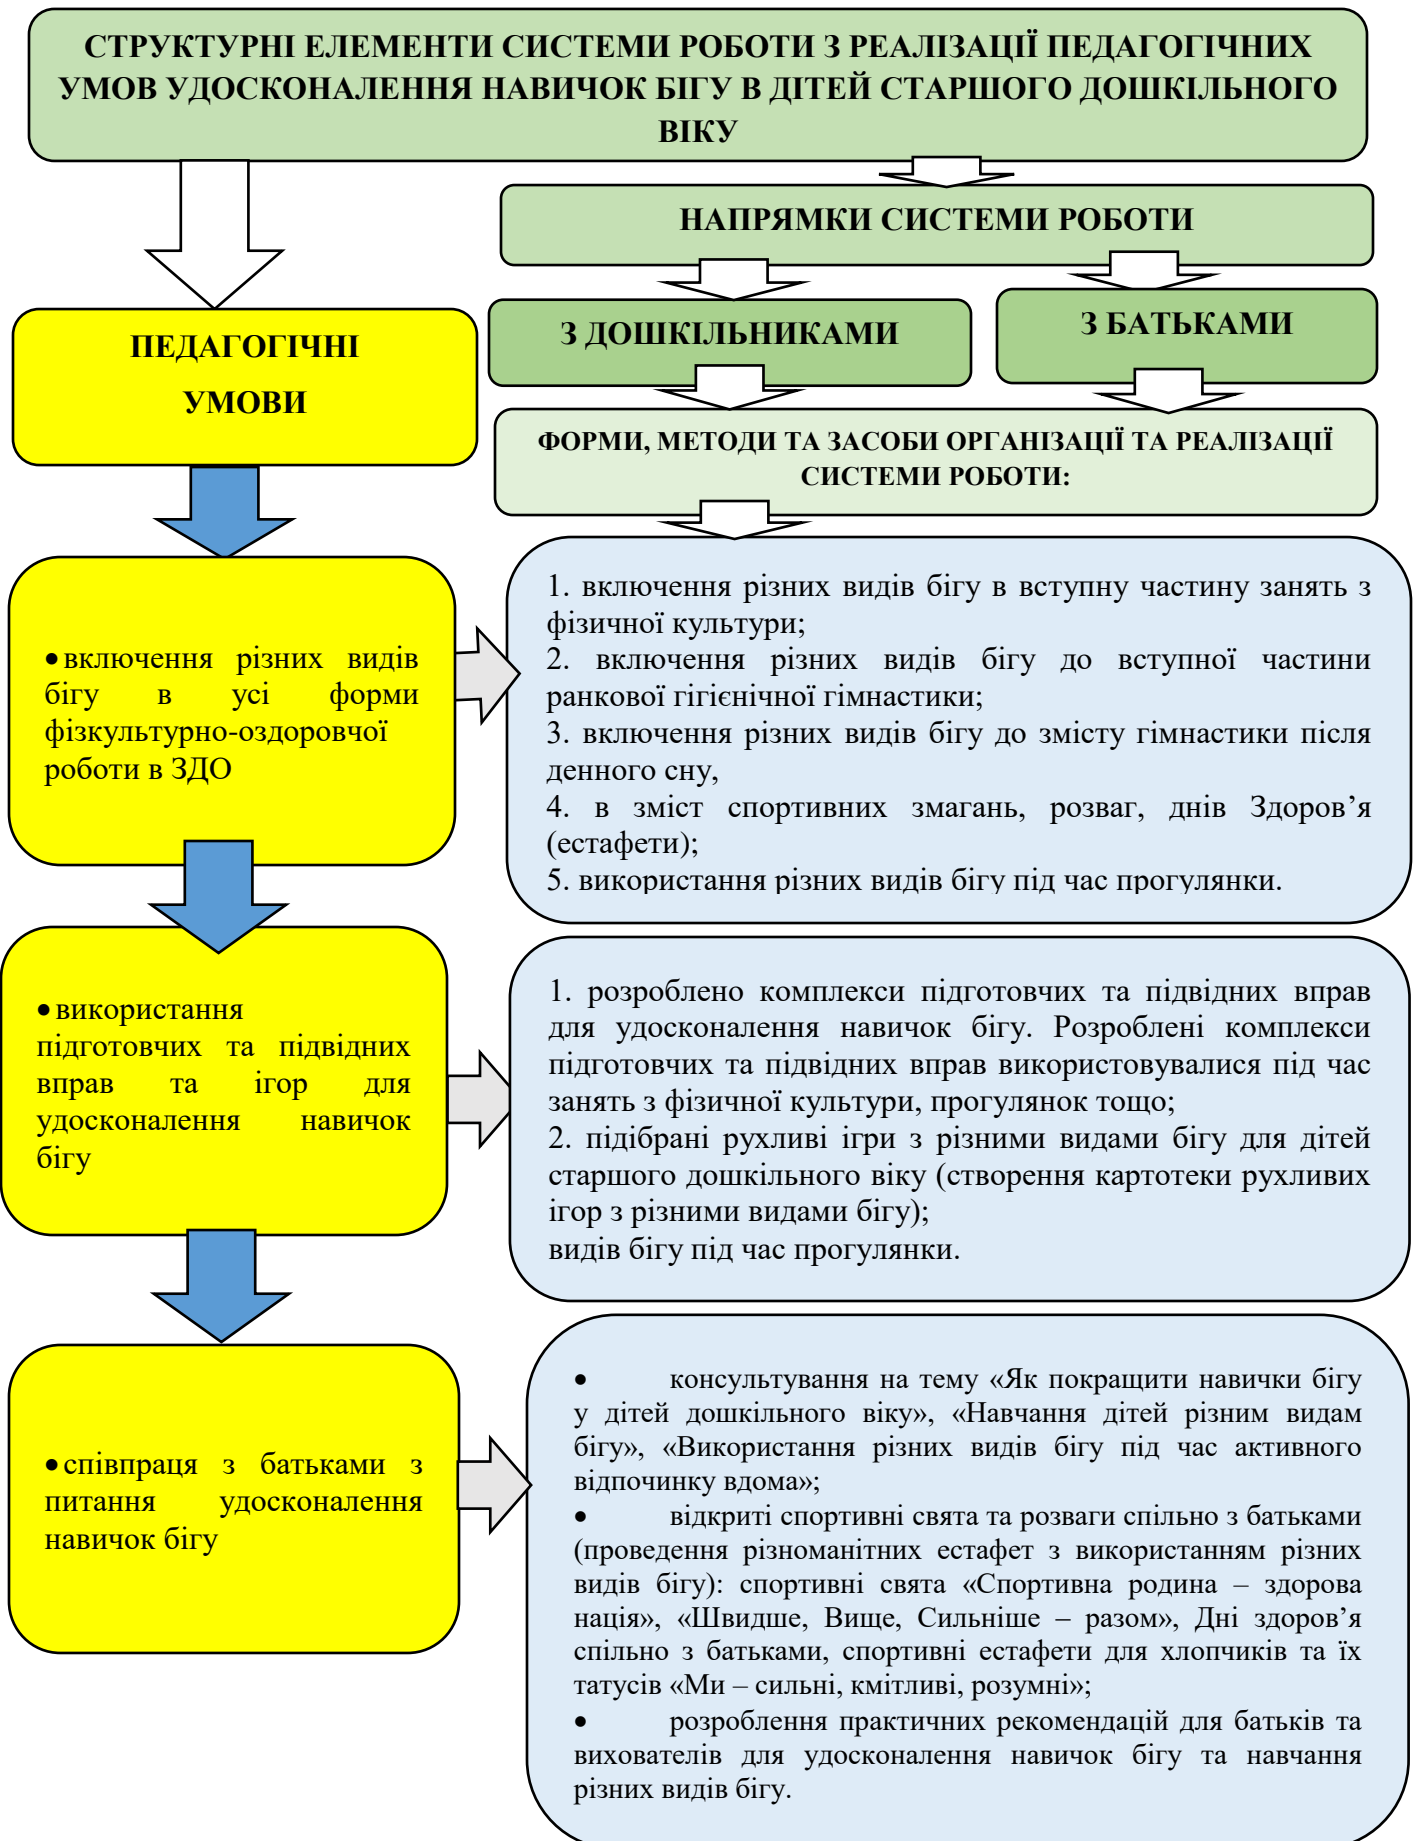 СТРУКТУРНІ ЕЛЕМЕНТИ СИСТЕМИ РОБОТИ З РЕАЛІЗАЦІЇ ПЕДАГОГІЧНИХ
УМОВ УДОСКОНАЛЕННЯ НАВИЧОК БІГУ В ДІТЕЙ СТАРШОГО ДОШКІЛЬНОГО
ВІКУ
НАПРЯМКИ СИСТЕМИ РОБОТИ
З ДОШКІЛЬНИКАМИ
З БАТЬКАМИ
ПЕДАГОГІЧНІ
УМОВИ
ФОРМИ, МЕТОДИ ТА ЗАСОБИ ОРГАНІЗАЦІЇ ТА РЕАЛІЗАЦІЇ
СИСТЕМИ РОБОТИ:
• включення різних видів
бігу в усі форми
фізкультурно-оздоровчої
роботи в ЗДО
1. включення різних видів бігу в вступну частину занять з
фізичної культури;
2. включення різних видів бігу до вступної частини
ранкової гігієнічної гімнастики;
3. включення різних видів бігу до змісту гімнастики після
денного сну,
4. в зміст спортивних змагань, розваг, днів Здоров’я
(естафети);
5. використання різних видів бігу під час прогулянки.
• використання
підготовчих та підвідних
вправ та ігор для
удосконалення навичок
бігу
1. розроблено комплекси підготовчих та підвідних вправ
для удосконалення навичок бігу. Розроблені комплекси
підготовчих та підвідних вправ використовувалися під час
занять з фізичної культури, прогулянок тощо;
2. підібрані рухливі ігри з різними видами бігу для дітей
старшого дошкільного віку (створення картотеки рухливих
ігор з різними видами бігу);
видів бігу під час прогулянки.
• співпраця з батьками з
питання удосконалення
навичок бігу
• консультування на тему «Як покращити навички бігу
у дітей дошкільного віку», «Навчання дітей різним видам
бігу», «Використання різних видів бігу під час активного
відпочинку вдома»;
• відкриті спортивні свята та розваги спільно з батьками
(проведення різноманітних естафет з використанням різних
видів бігу): спортивні свята «Спортивна родина – здорова
нація», «Швидше, Вище, Сильніше – разом», Дні здоров’я
спільно з батьками, спортивні естафети для хлопчиків та їх
татусів «Ми – сильні, кмітливі, розумні»;
• розроблення практичних рекомендацій для батьків та
вихователів для удосконалення навичок бігу та навчання
різних видів бігу.